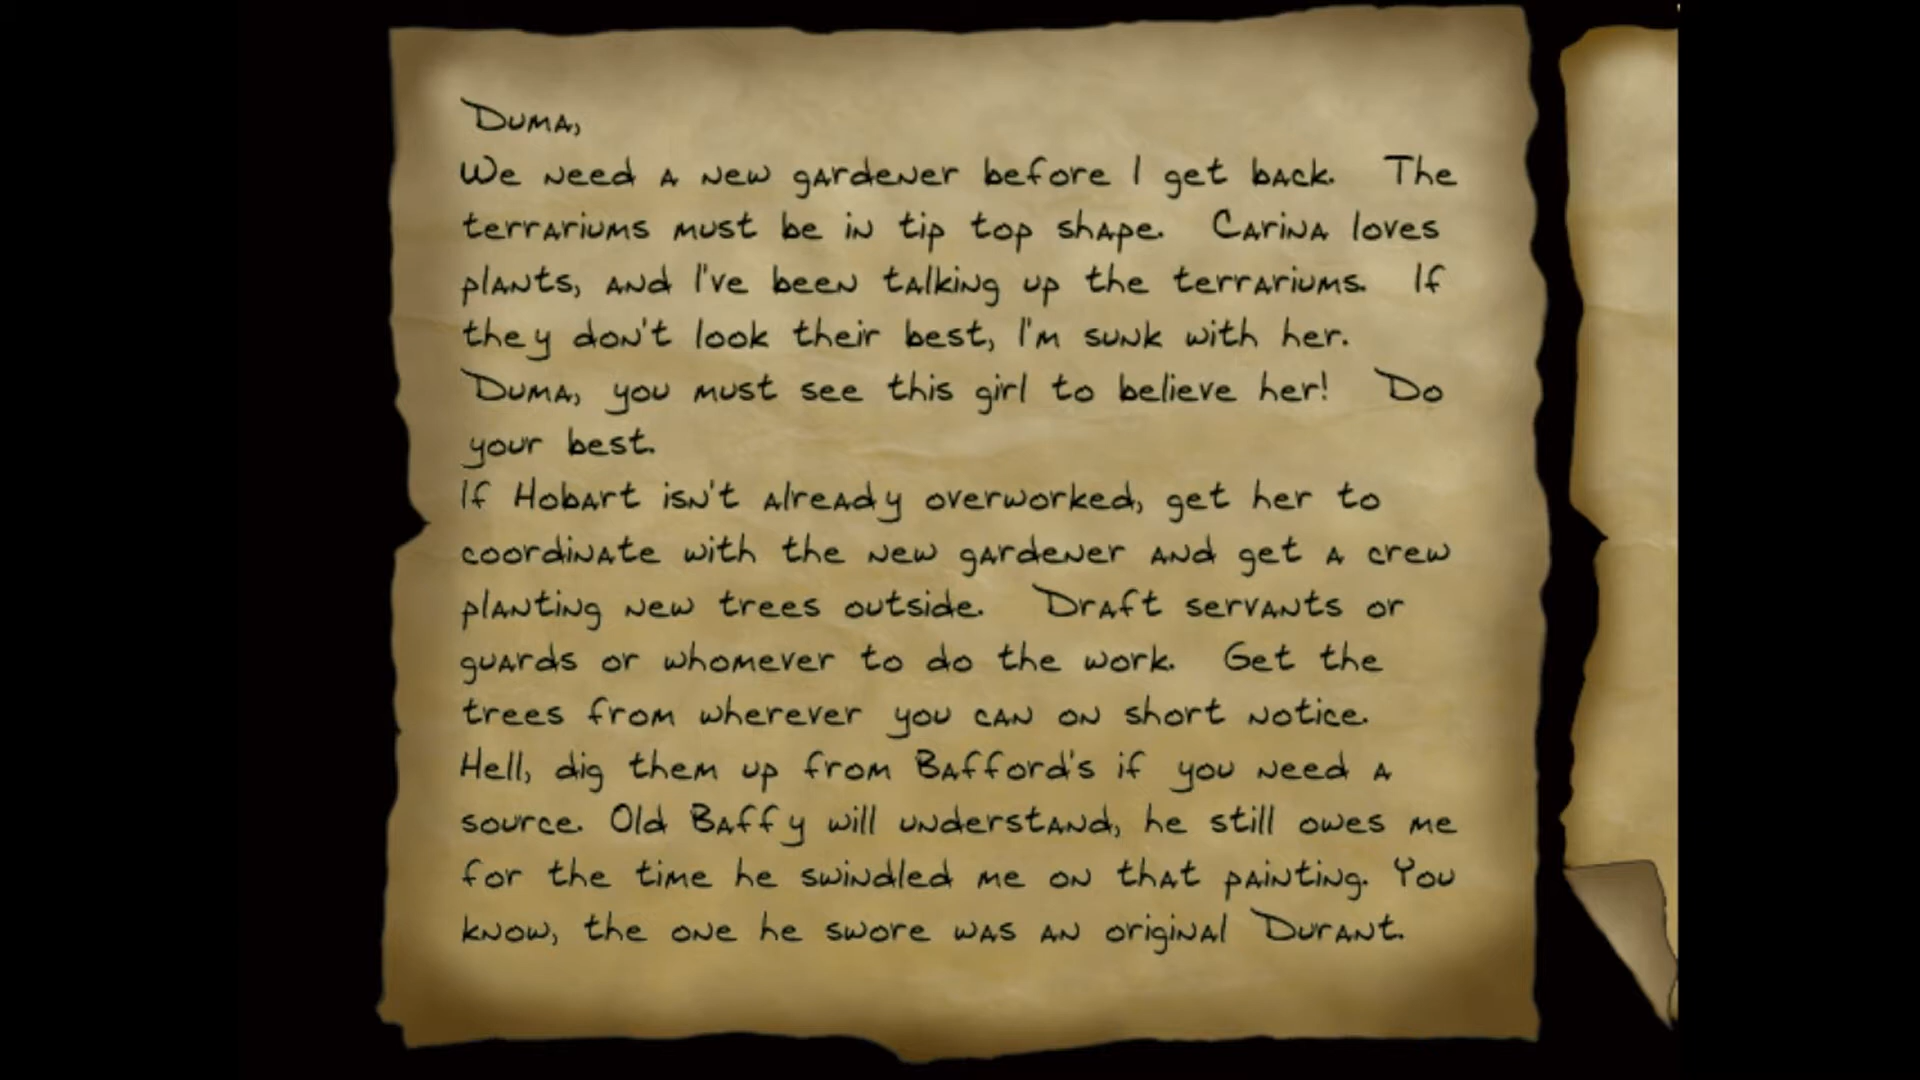 Duma,
We need a new gardener before I get back. The
terrariums must be in tip top shape. Carina loves
plants, and I've been talking up the terrariums. If
they don't look their best, I'm sunk with her.
Duma, you must see this girl to believe her! Do
your best.
If Hobart isn't already overworked, get her to
coordinate with the new gardener and get a crew
planting new trees outside. Draft servants or
guards or whomever to do the work. Get the
trees from wherever you can on short notice.
Hell, dig them up from Bafford's if you need a
source. Old Baffy will understand, he still owes me
for the time he swindled me on that painting. You
know, the one he swore was an original Durant.